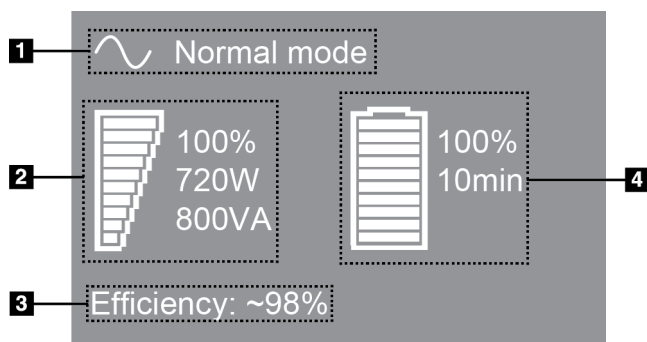 1 Normal mode
2 100% 100% 4
720W 10min
800VA
3 Efficiency: ~98%